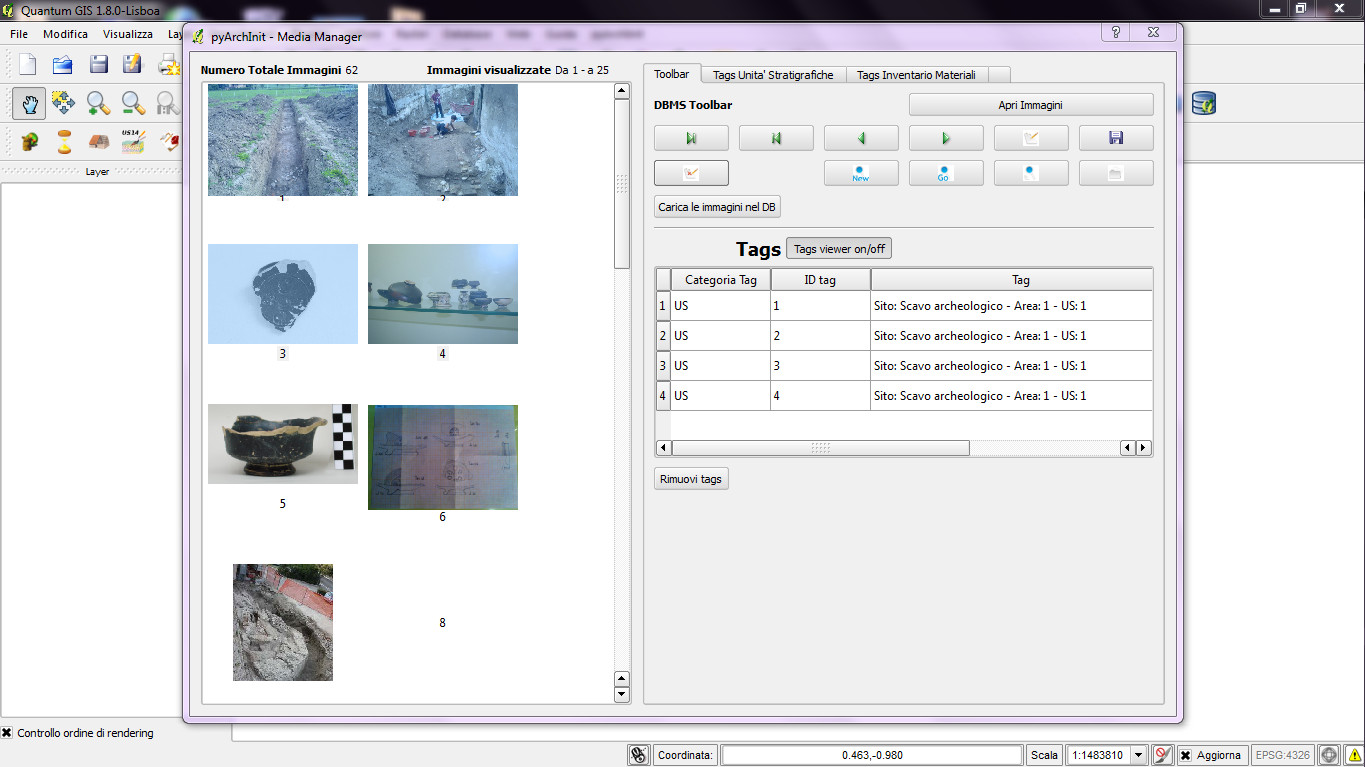 Quantum GIS 1.8.0-Lisboa
File Modifica Visualizza
pyArchInit - Media Manager
Numero Totale Immagini 62
Immagini visualizzate Da 1 - a 25
1
2
3
4
5
6
8
Toolbar
Tags Unita' Stratigrafiche
Tags Inventario Materiali
DBMS Toolbar
Apri Immagini
New
Go
Carica le immagini nel DB
Tags
Tags viewer on/off
Categoria Tag ID tag Tag
1 US 1 Sito: Scavo archeologico - Area: 1 - US: 1
2 US 2 Sito: Scavo archeologico - Area: 1 - US: 1
3 US 3 Sito: Scavo archeologico - Area: 1 - US: 1
4 US 4 Sito: Scavo archeologico - Area: 1 - US: 1
Rimuovi tags
US14
Layer
Controllo ordine di rendering
Coordinata: 0.463,-0.980 Scala 1:1483810 Aggiorna EPSG:4326